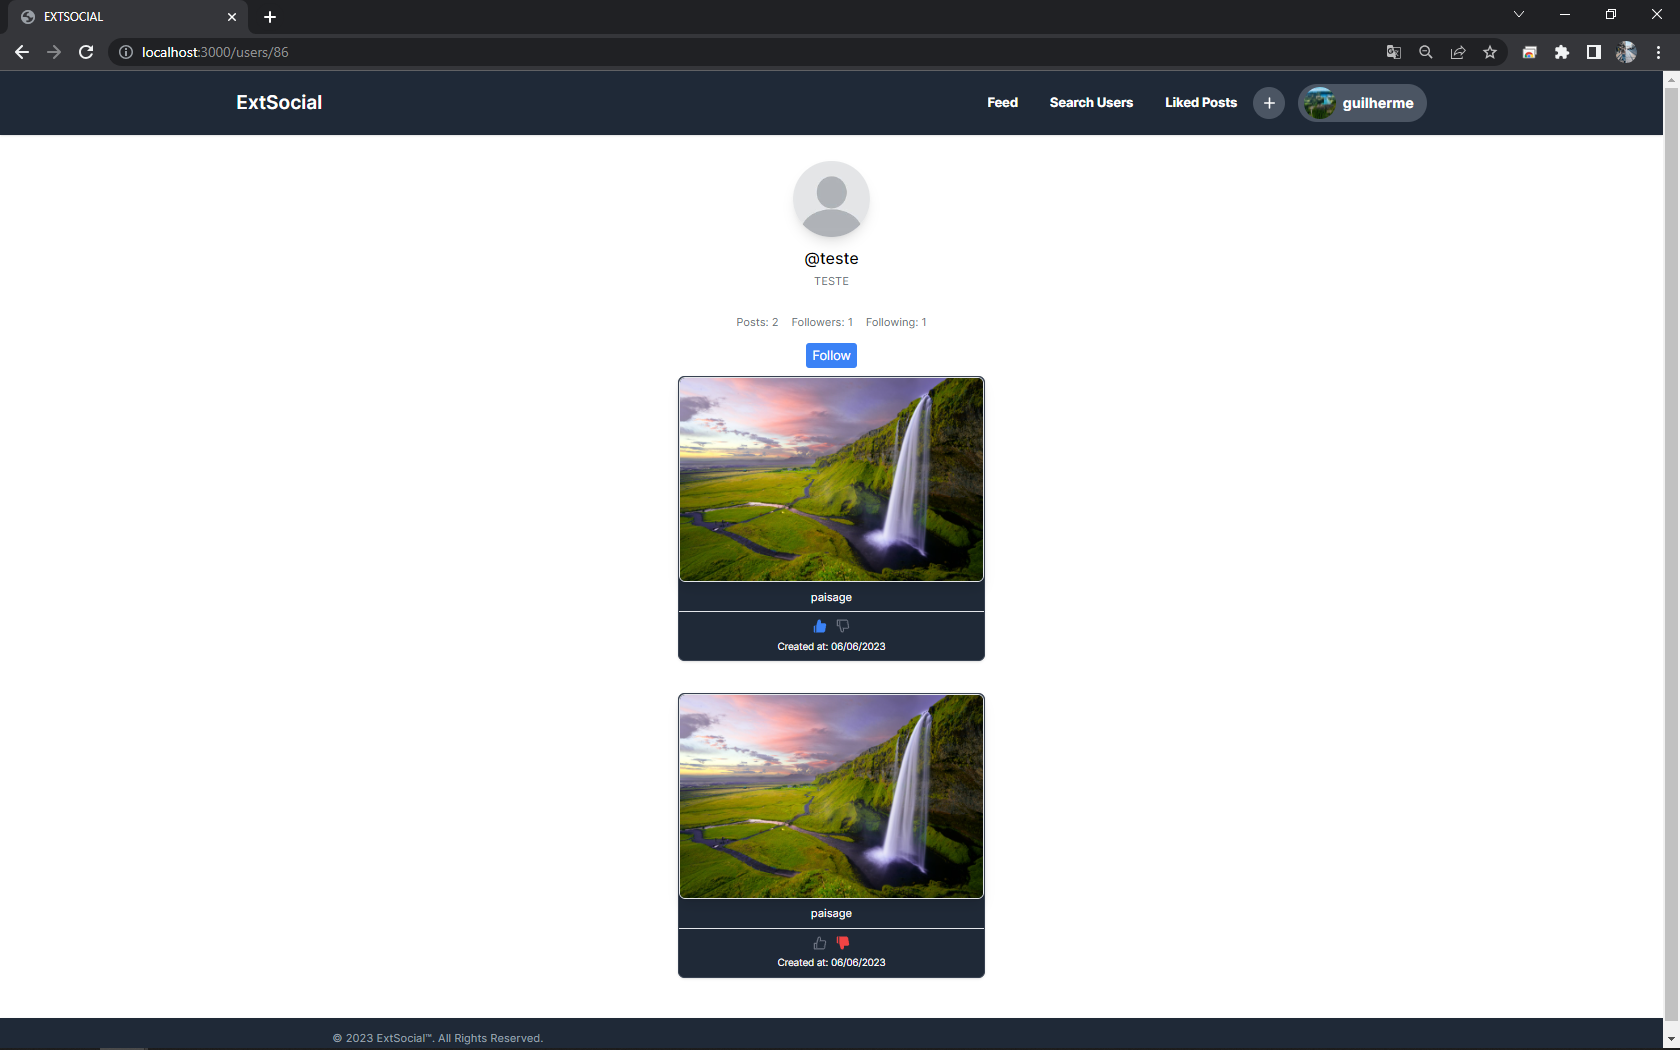 EXTSOCIAL
localhost:3000/users/86
ExtSocial
Feed
Search Users
Liked Posts
guilherme
@teste
TESTE
Posts: 2 Followers: 1 Following: 1
Follow
paisage
Created at: 06/06/2023
paisage
Created at: 06/06/2023
© 2023 ExtSocial™. All Rights Reserved.